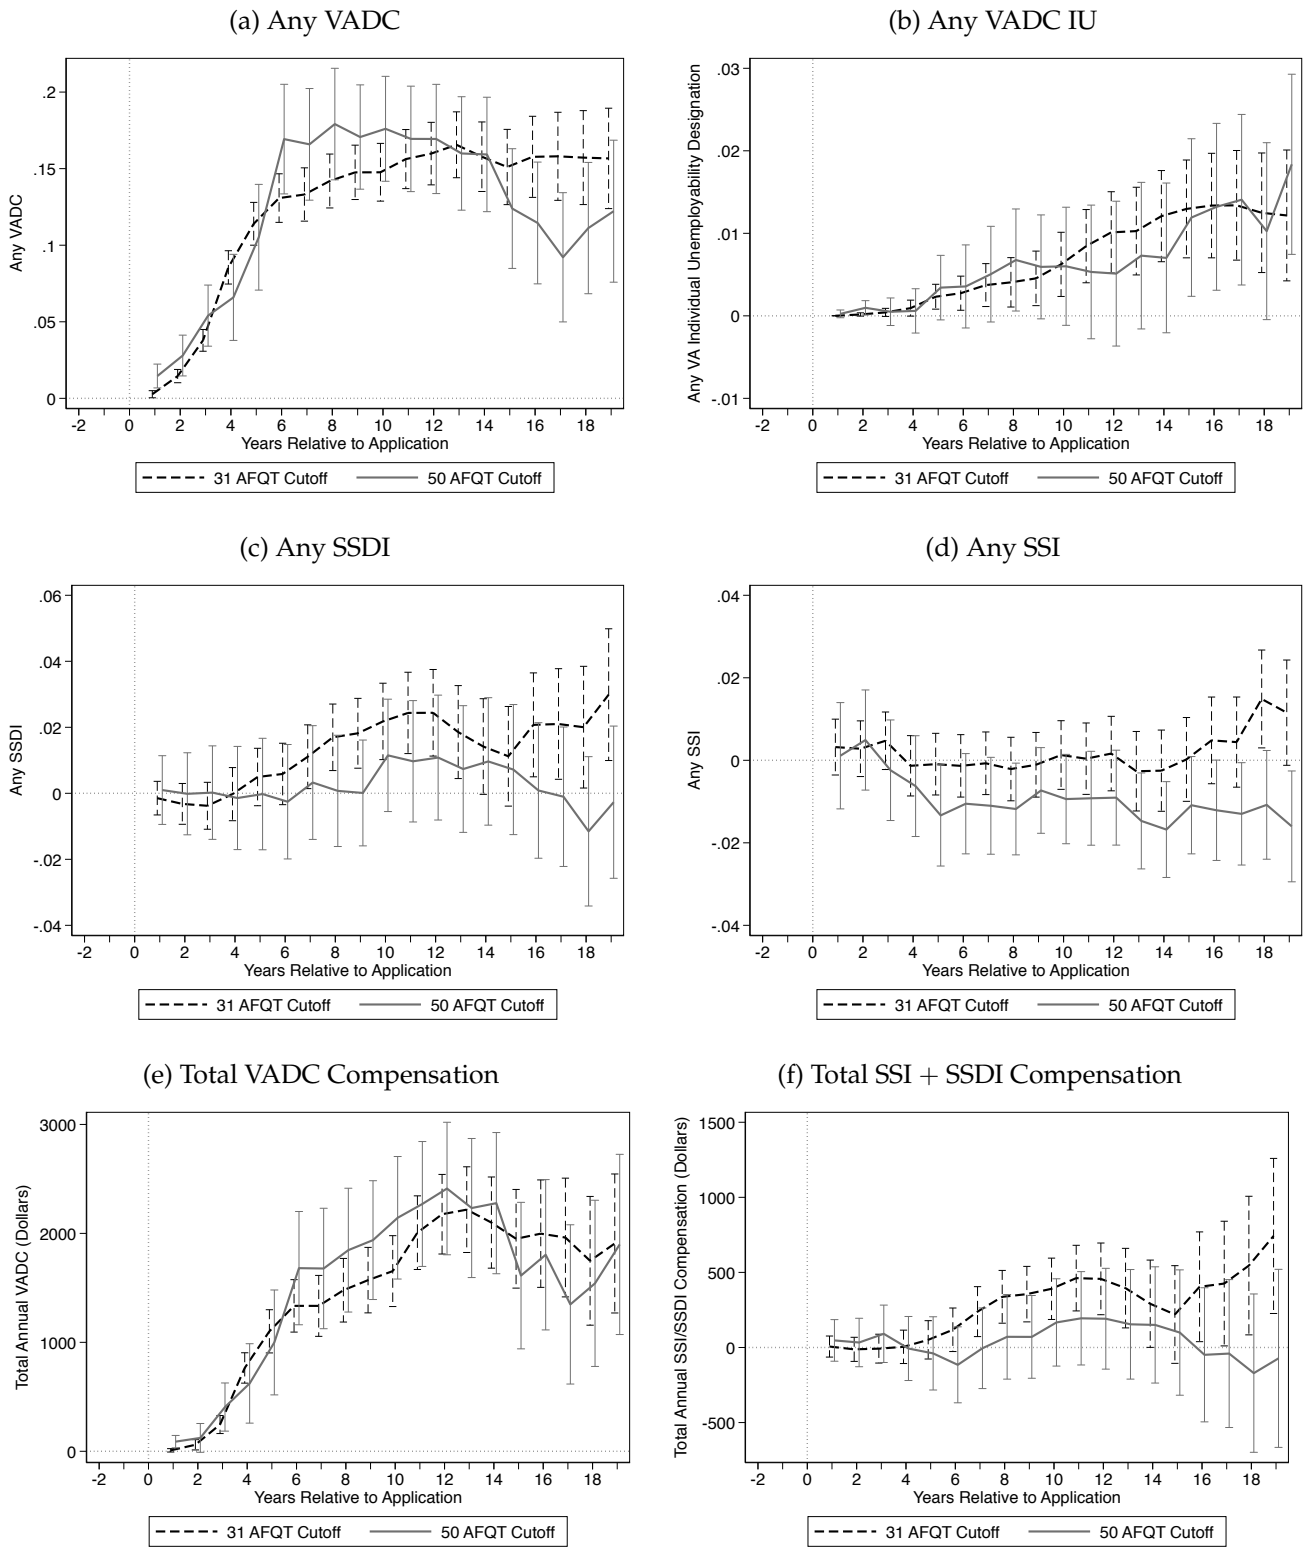 (a) Any VADC
Any VADC
.2
.15
.1
.05
0
-2 0 2 4 6 8 10 12 14 16 18
Years Relative to Application
31 AFQT Cutoff 50 AFQT Cutoff
(b) Any VADC IU
Any VA Individual Unemployability Designation
.03
.02
.01
0
-.01
-2 0 2 4 6 8 10 12 14 16 18
Years Relative to Application
31 AFQT Cutoff 50 AFQT Cutoff
(c) Any SSDI
Any SSDI
.06
.04
.02
0
-.02
-.04
-2 0 2 4 6 8 10 12 14 16 18
Years Relative to Application
31 AFQT Cutoff 50 AFQT Cutoff
(d) Any SSI
Any SSI
.04
.02
0
-.02
-.04
-2 0 2 4 6 8 10 12 14 16 18
Years Relative to Application
31 AFQT Cutoff 50 AFQT Cutoff
(e) Total VADC Compensation
Total Annual VADC (Dollars)
3000
2000
1000
0
-2 0 2 4 6 8 10 12 14 16 18
Years Relative to Application
31 AFQT Cutoff 50 AFQT Cutoff
(f) Total SSI + SSDI Compensation
Total Annual SSI/SSDI Compensation (Dollars)
1500
1000
500
0
-500
-2 0 2 4 6 8 10 12 14 16 18
Years Relative to Application
31 AFQT Cutoff 50 AFQT Cutoff